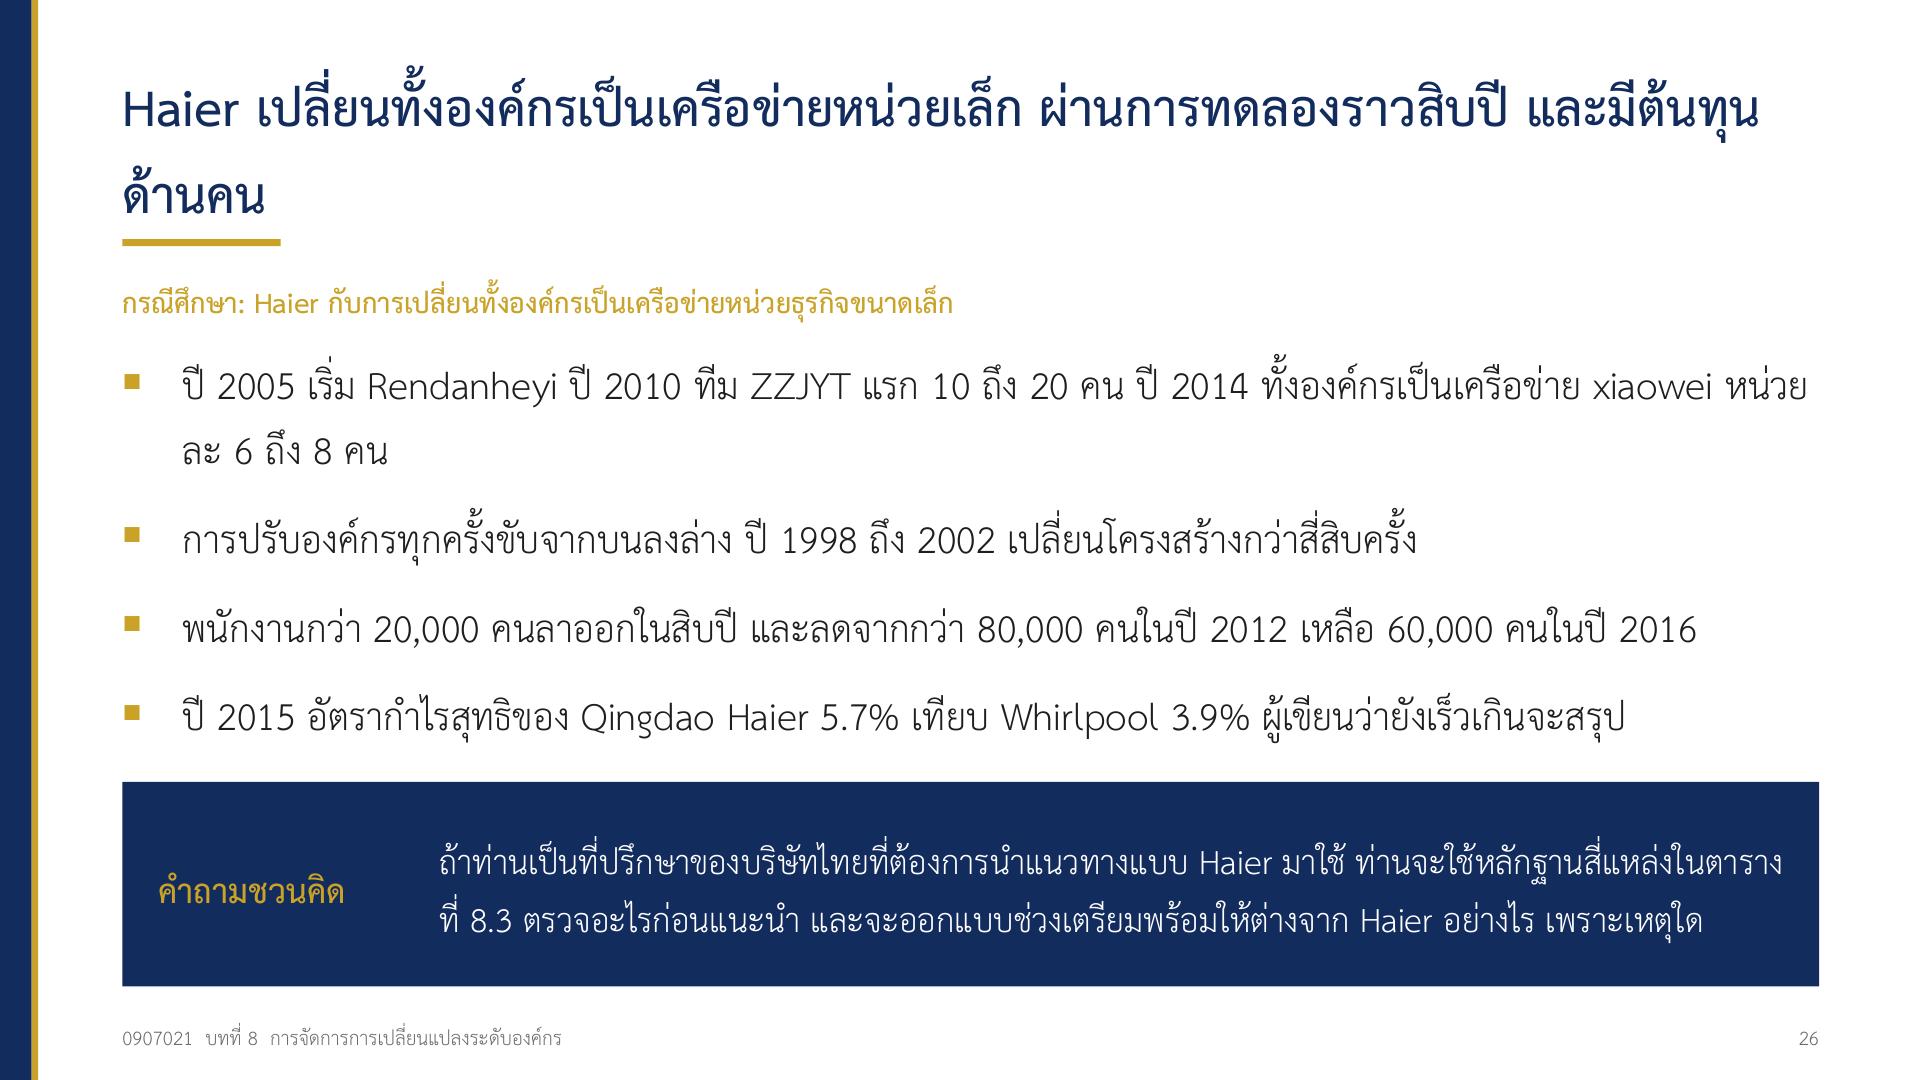 Haier เปลี่ยนทั้งองค์กรเป็นเครือข่ายหน่วยเล็ก ผ่านการทดลองราวสิบปี และมีต้นทุน
ด้านคน
กรณีศึกษา: Haier กับการเปลี่ยนทั้งองค์กรเป็นเครือข่ายหน่วยธุรกิจขนาดเล็ก
▪ ปี 2005 เริ่ม Rendanheyi ปี 2010 ทีม ZZJYT แรก 10 ถึง 20 คน ปี 2014 ทั้งองค์กรเป็นเครือข่าย xiaowei หน่วย
ละ 6 ถึง 8 คน
▪ การปรับองค์กรทุกครั้งขับจากบนลงล่าง ปี 1998 ถึง 2002 เปลี่ยนโครงสร้างกว่าสี่สิบครั้ง
▪ พนักงานกว่า 20,000 คนลาออกในสิบปี และลดจากกว่า 80,000 คนในปี 2012 เหลือ 60,000 คนในปี 2016
▪ ปี 2015 อัตรากำไรสุทธิของ Qingdao Haier 5.7% เทียบ Whirlpool 3.9% ผู้เขียนว่ายังเร็วเกินจะสรุป
คำถามชวนคิด
ถ้าท่านเป็นที่ปรึกษาของบริษัทไทยที่ต้องการนำแนวทางแบบ Haier มาใช้ ท่านจะใช้หลักฐานสี่แหล่งในตาราง
ที่ 8.3 ตรวจอะไรก่อนแนะนำ และจะออกแบบช่วงเตรียมพร้อมให้ต่างจาก Haier อย่างไร เพราะเหตุใด
0907021 บทที่ 8 การจัดการการเปลี่ยนแปลงระดับองค์กร
26